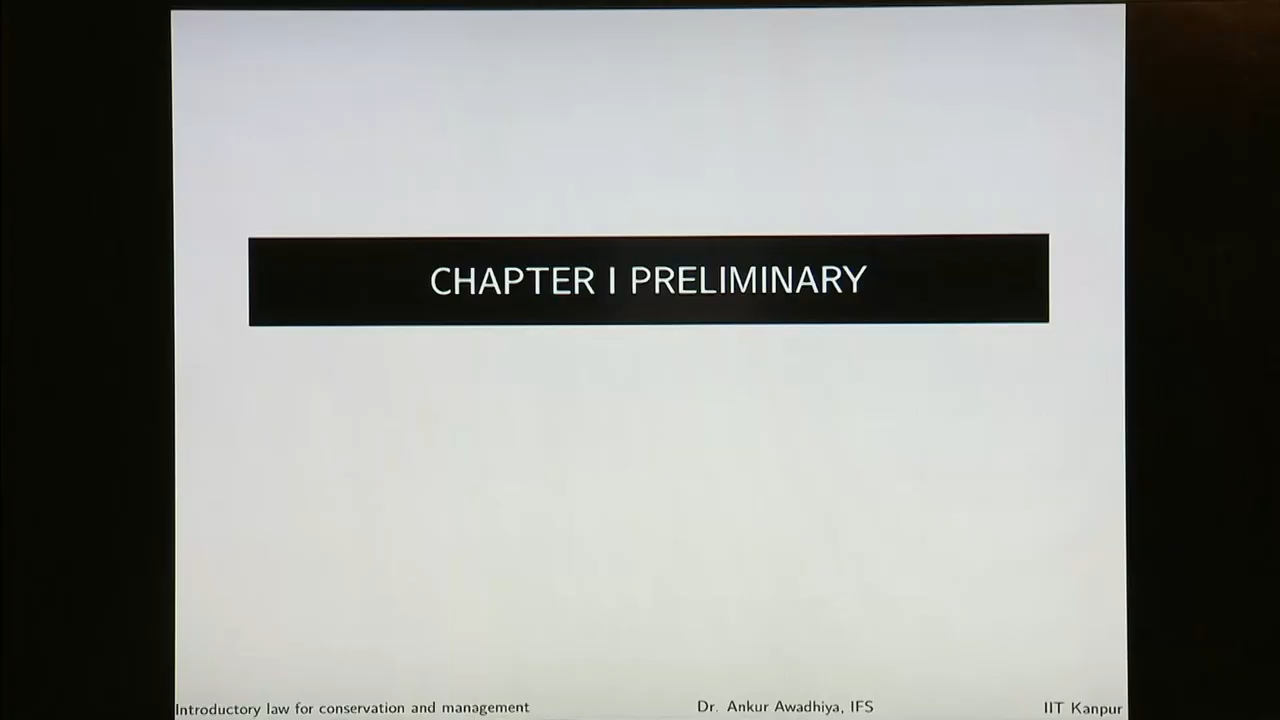 CHAPTER I PRELIMINARY
Introductory law for conservation and management Dr. Ankur Awadhiya, IFS IIT Kanpur